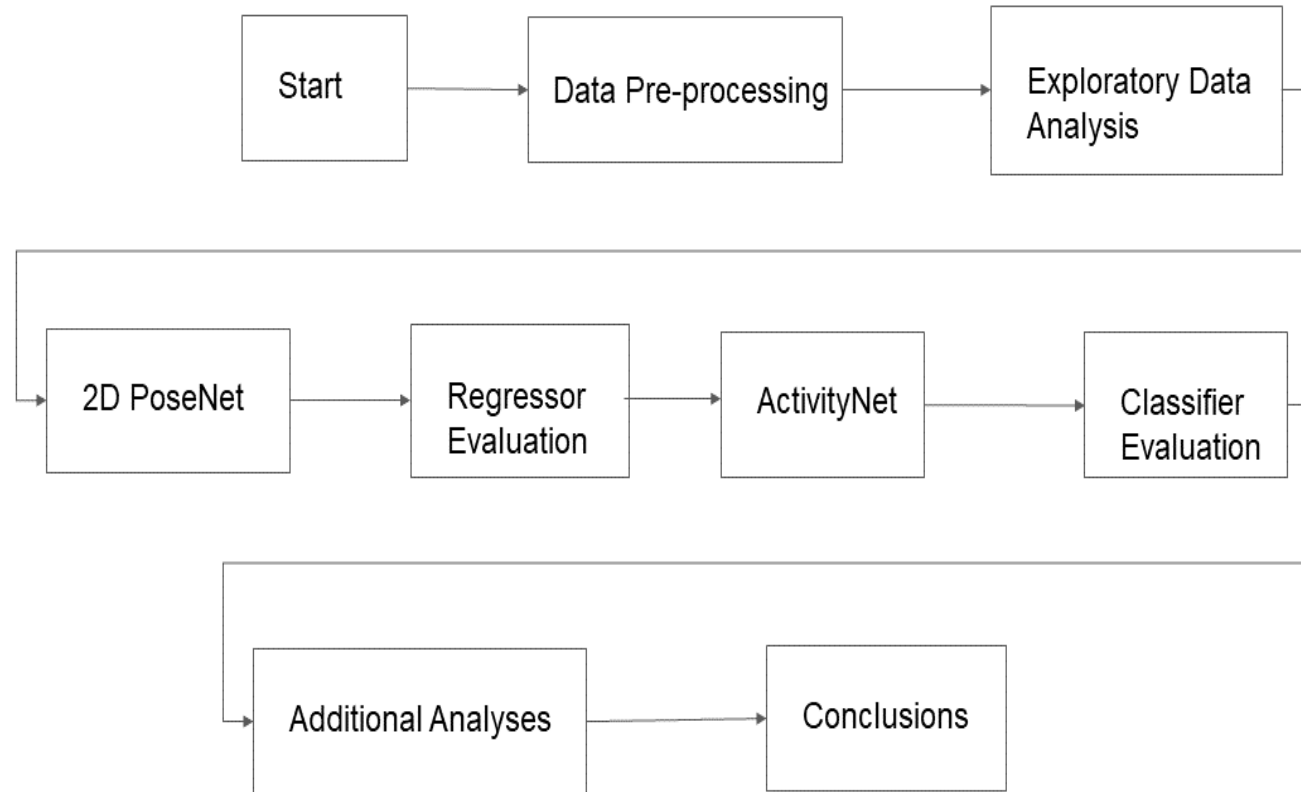 Start
Data Pre-processing
Exploratory Data
Analysis
2D PoseNet
Regressor
Evaluation
ActivityNet
Classifier
Evaluation
Additional Analyses
Conclusions